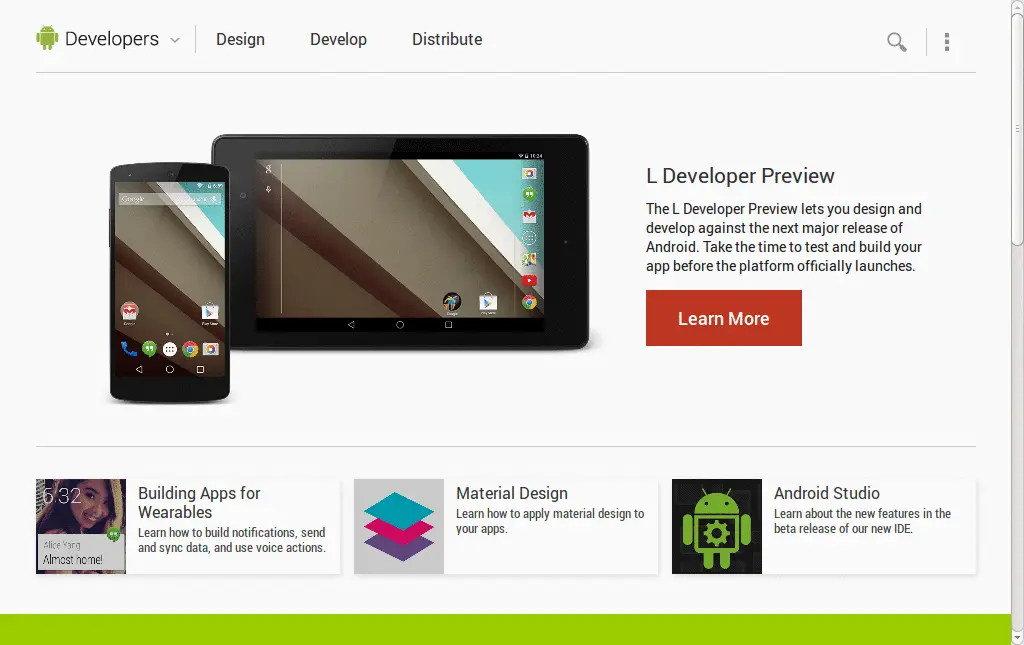 Developers
Design
Develop
Distribute
L Developer Preview
The L Developer Preview lets you design and
develop against the next major release of
Android. Take the time to test and build your
app before the platform officially launches.
Learn More
Google
10:24
6:32
Alice Yang
Almost home!
Building Apps for
Wearables
Learn how to build notifications, send
and sync data, and use voice actions.
Material Design
Learn how to apply material design to
your apps.
Android Studio
Learn about the new features in the
beta release of our new IDE.